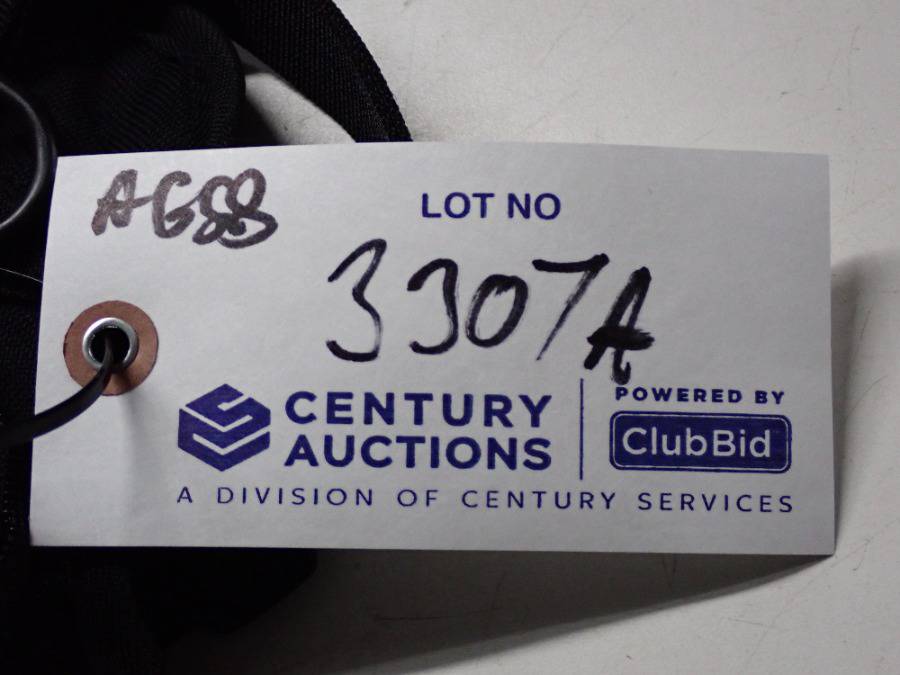 AG88
LOT NO
3307A
CENTURY
AUCTIONS
POWERED BY
ClubBid
A DIVISION OF CENTURY SERVICES